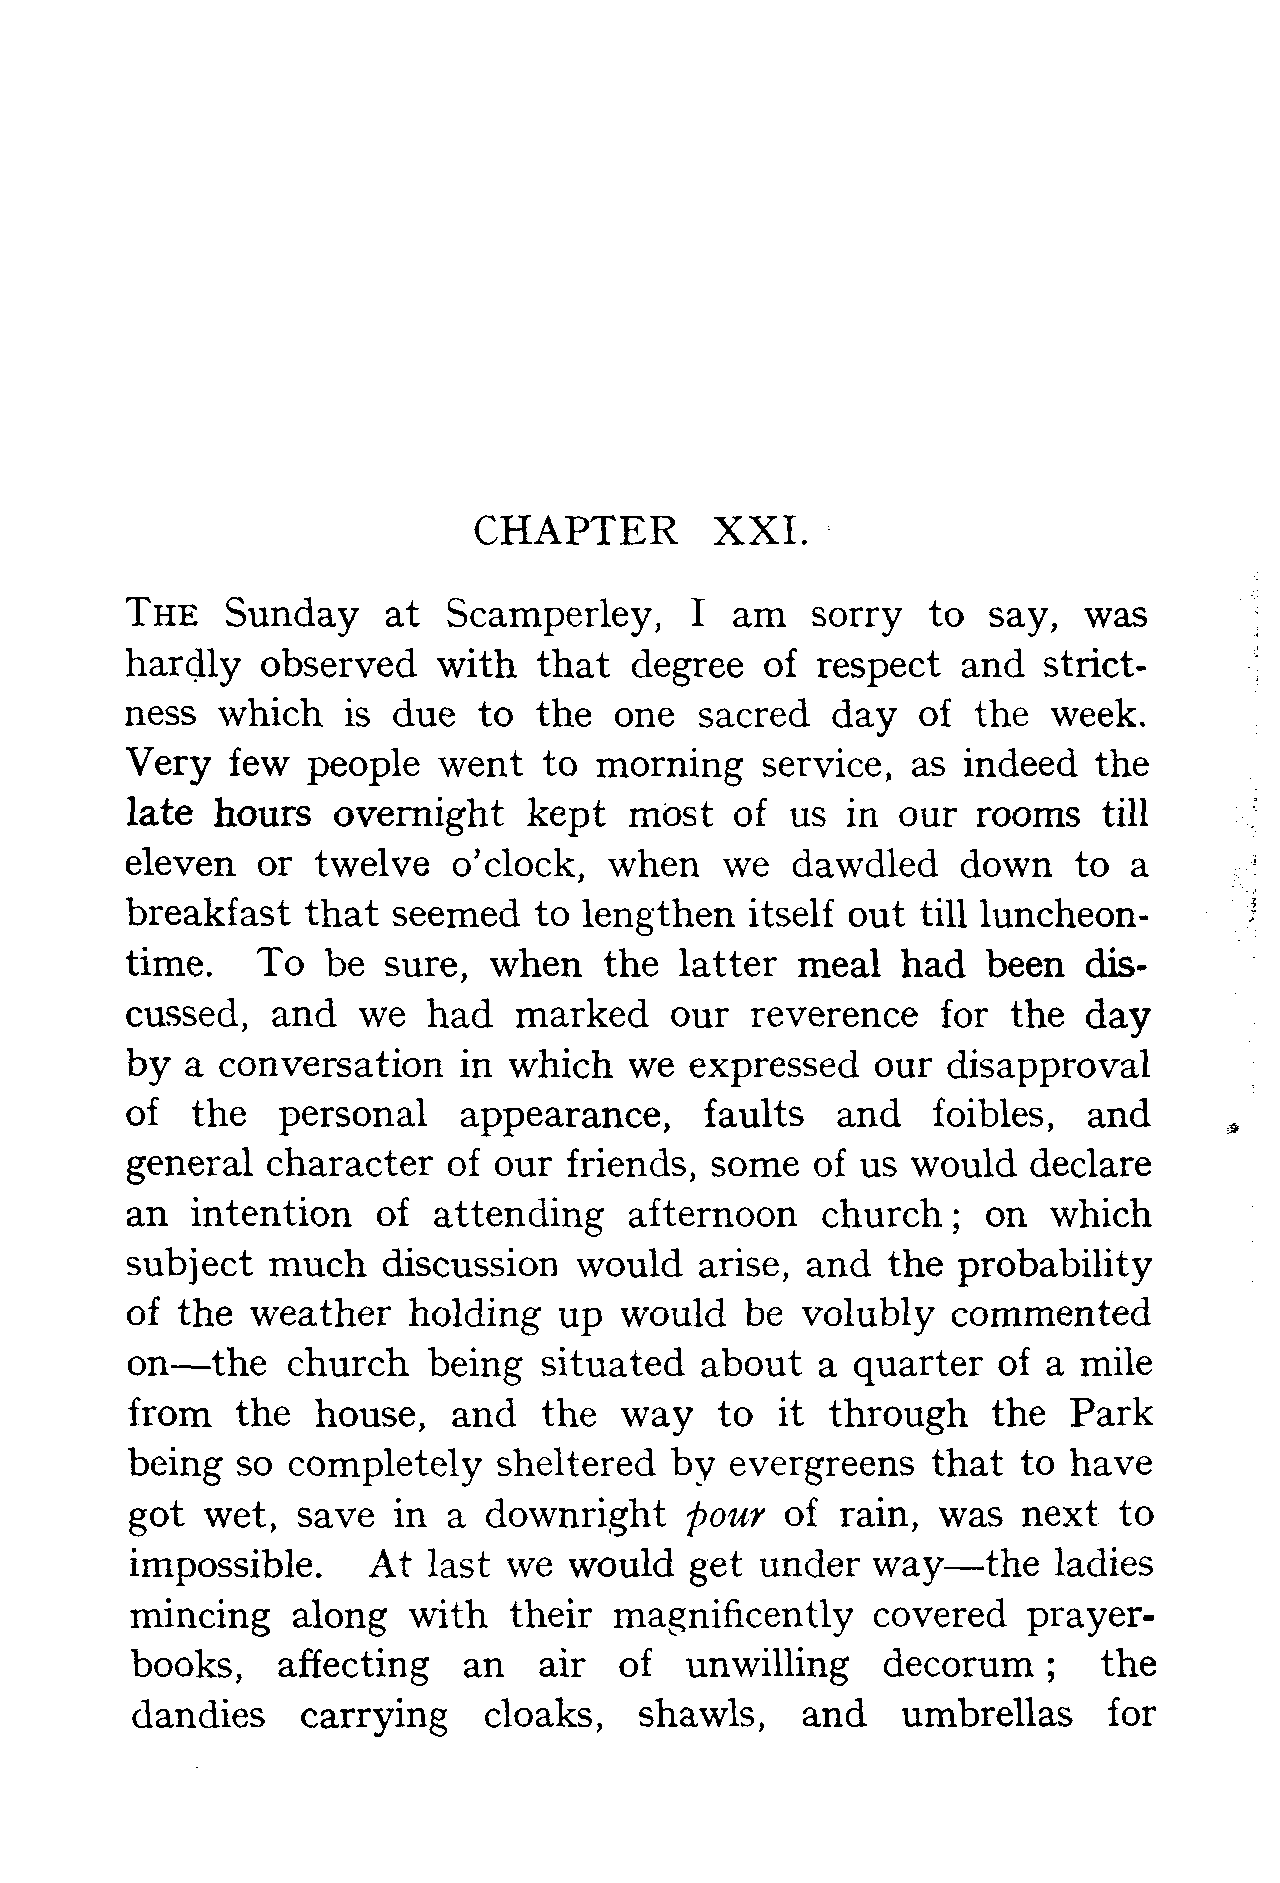 CHAPTER XXI.
THE Sunday at Scamperley, I am sorry to say, was
hardly observed with that degree of respect and strict-
ness which is due to the one sacred day of the week.
Very few people went to morning service, as indeed the
late hours overnight kept most of us in our rooms till
eleven or twelve o'clock, when we dawdled down to a
breakfast that seemed to lengthen itself out till luncheon-
time. To be sure, when the latter meal had been dis-
cussed, and we had marked our reverence for the day
by a conversation in which we expressed our disapproval
of the personal appearance, faults and foibles, and
general character of our friends, some of us would declare
an intention of attending afternoon church; on which
subject much discussion would arise, and the probability
of the weather holding up would be volubly commented
on—the church being situated about a quarter of a mile
from the house, and the way to it through the Park
being so completely sheltered by evergreens that to have
got wet, save in a downright pour of rain, was next to
impossible. At last we would get under way—the ladies
mincing along with their magnificently covered prayer-
books, affecting an air of unwilling decorum; the
dandies carrying cloaks, shawls, and umbrellas for